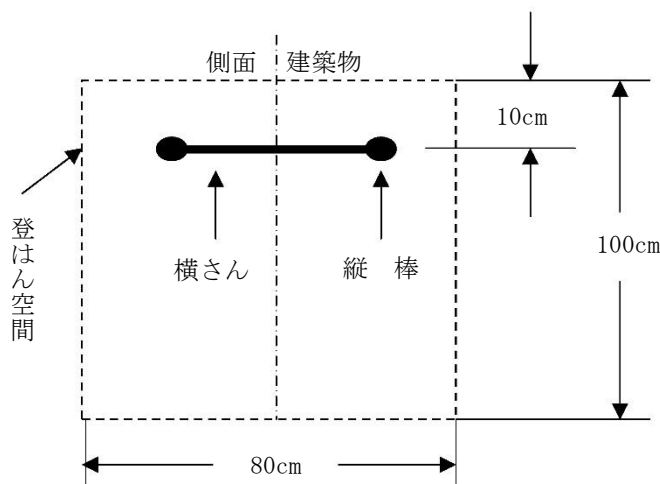 側面 建築物
10cm
登はん空間
横さん
縦 棒
100cm
80cm